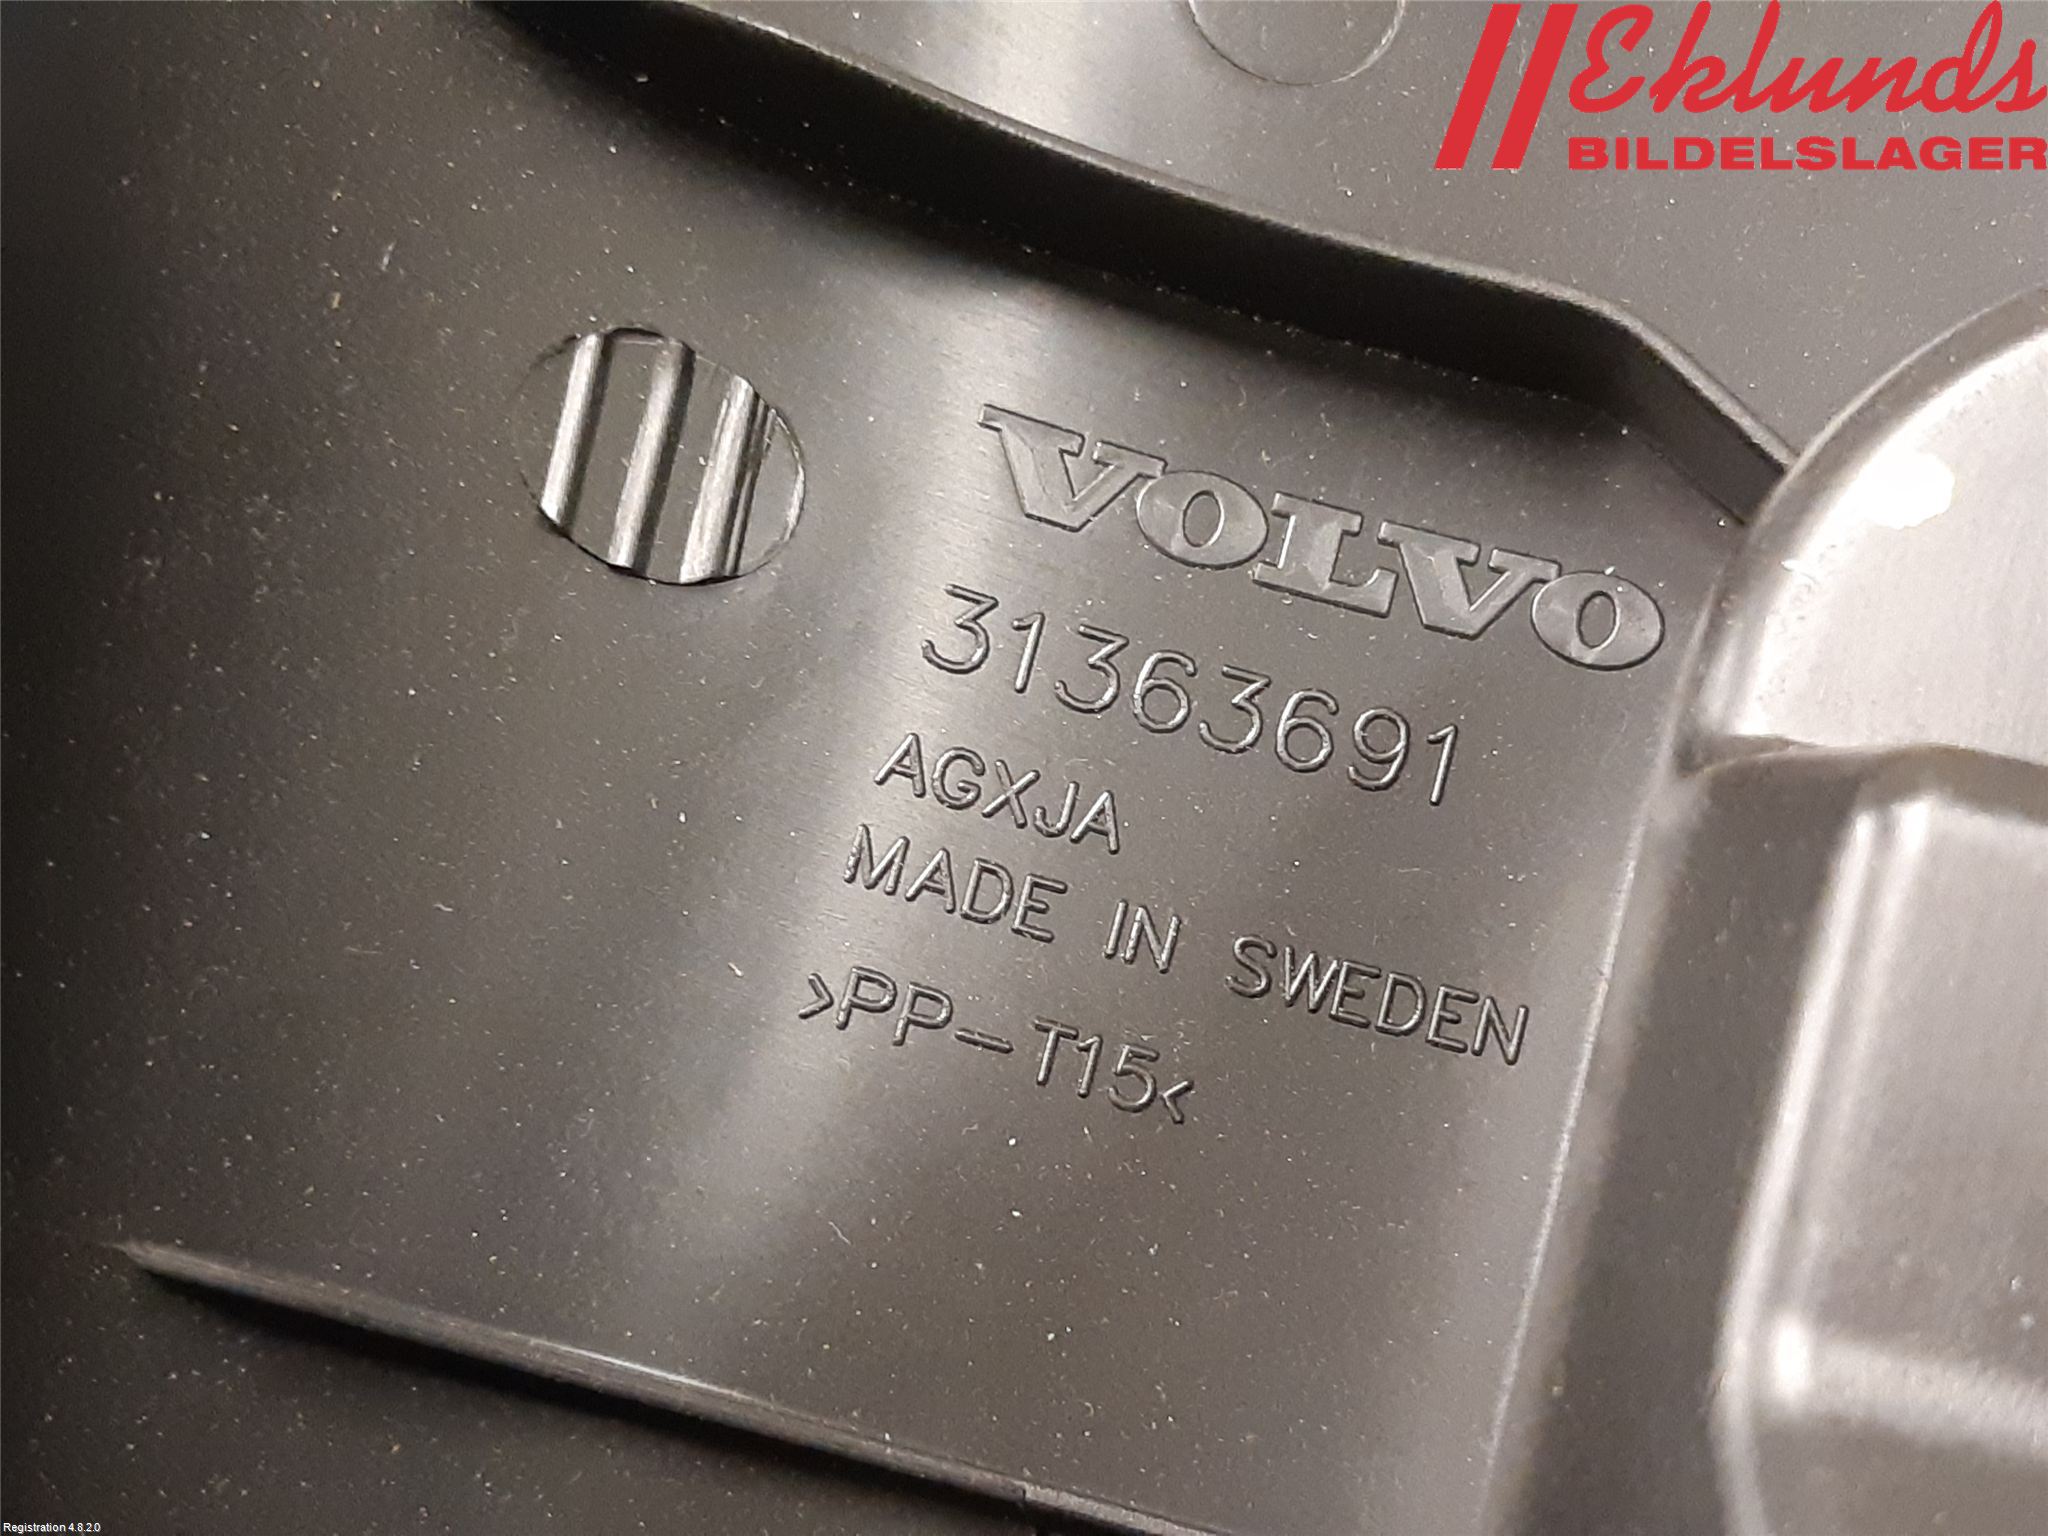 Eklunds
BILDELSLAGER
VOLVO
31363691
AGXJA
MADE IN SWEDEN
>PP-T15<
Registration 4.8.2.0